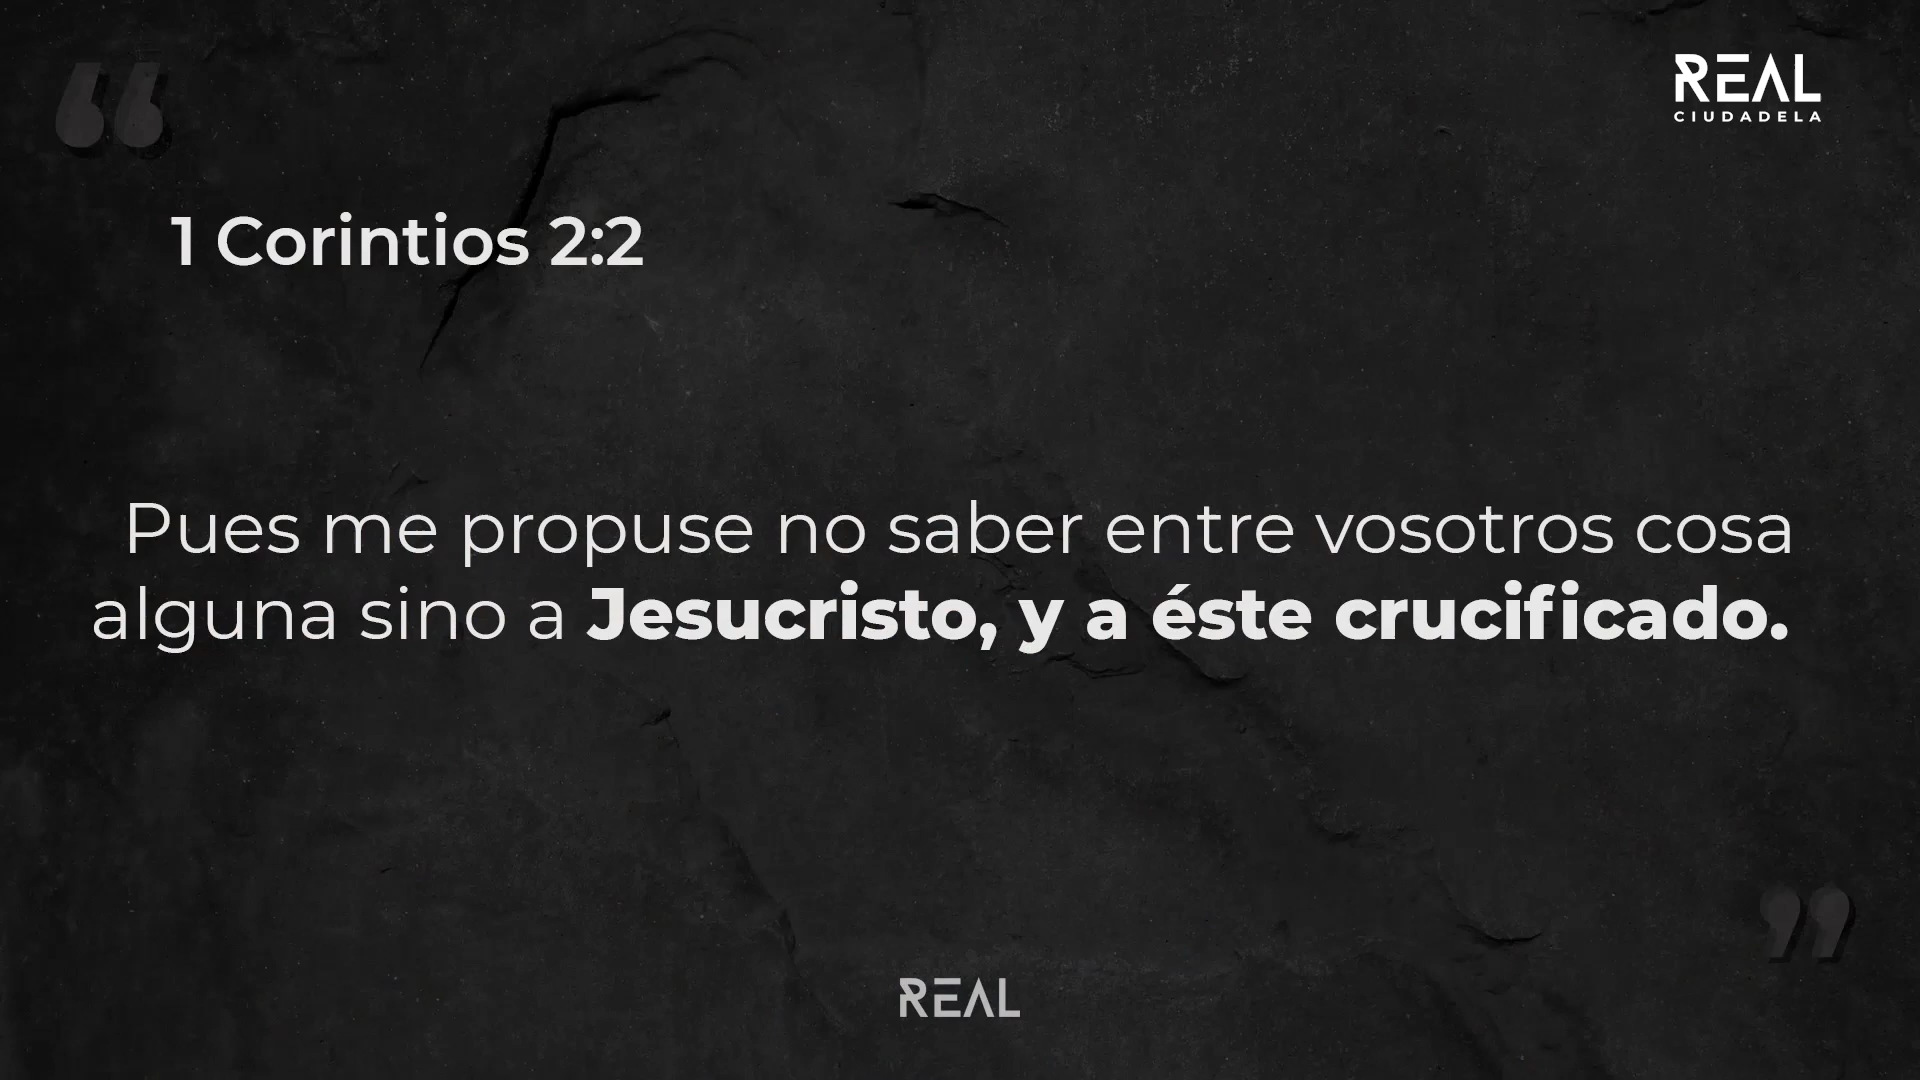 REAL
CIUDADELA
1 Corintios 2:2
Pues me propuse no saber entre vosotros cosa
alguna sino a Jesucristo, y a éste crucificado.
REAL